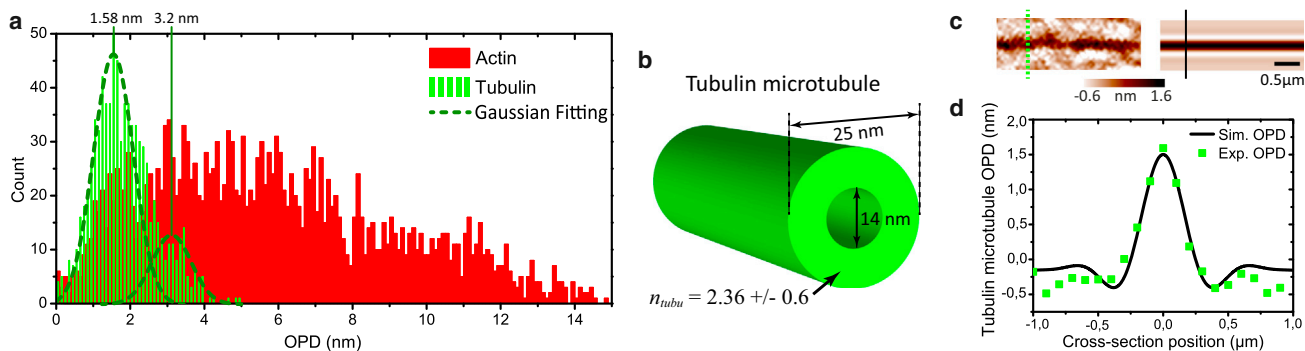 a
1.58 nm
3.2 nm
50
40
30
20
10
0
Count
0
2
4
6
8
10
12
14
OPD (nm)
Actin
Tubulin
Gaussian Fitting
b
Tubulin microtubule
25 nm
14 nm
ntubu = 2.36 +/- 0.6
c
-0.6 nm 1.6
0.5µm
d
Tubulin microtubule OPD (nm)
2,0
1,5
1,0
0,5
0,0
-0,5
Sim. OPD
Exp. OPD
-1,0
-0,5
0,0
0,5
1,0
Cross-section position (µm)